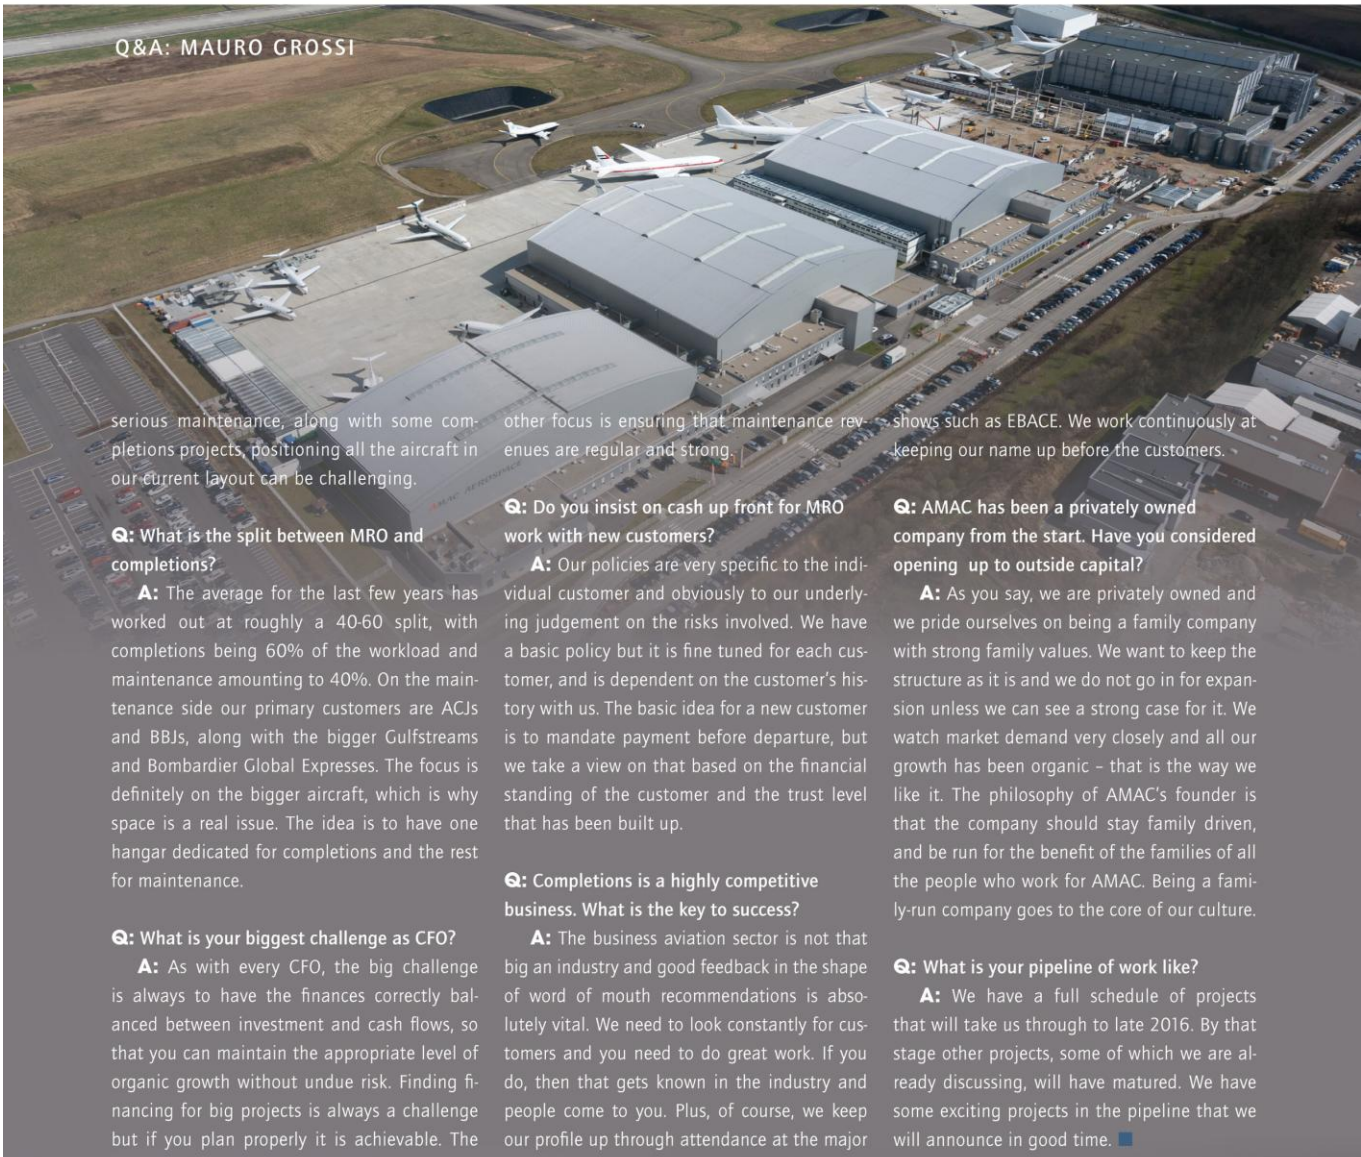 Q&A: MAURO GROSSI
AMAC AEROSPACE
serious maintenance, along with some com-
pletions projects, positioning all the aircraft in
our current layout can be challenging.
Q: What is the split between MRO and
completions?
A: The average for the last few years has
worked out at roughly a 40-60 split, with
completions being 60% of the workload and
maintenance amounting to 40%. On the main-
tenance side our primary customers are ACJs
and BBJs, along with the bigger Gulfstreams
and Bombardier Global Expresses. The focus is
definitely on the bigger aircraft, which is why
space is a real issue. The idea is to have one
hangar dedicated for completions and the rest
for maintenance.
Q: What is your biggest challenge as CFO?
A: As with every CFO, the big challenge
is always to have the finances correctly bal-
anced between investment and cash flows, so
that you can maintain the appropriate level of
organic growth without undue risk. Finding fi-
nancing for big projects is always a challenge
but if you plan properly it is achievable. The
other focus is ensuring that maintenance rev-
enues are regular and strong.
Q: Do you insist on cash up front for MRO
work with new customers?
A: Our policies are very specific to the indi-
vidual customer and obviously to our underly-
ing judgement on the risks involved. We have
a basic policy but it is fine tuned for each cus-
tomer, and is dependent on the customer's his-
tory with us. The basic idea for a new customer
is to mandate payment before departure, but
we take a view on that based on the financial
standing of the customer and the trust level
that has been built up.
Q: Completions is a highly competitive
business. What is the key to success?
A: The business aviation sector is not that
big an industry and good feedback in the shape
of word of mouth recommendations is abso-
lutely vital. We need to look constantly for cus-
tomers and you need to do great work. If you
do, then that gets known in the industry and
people come to you. Plus, of course, we keep
our profile up through attendance at the major
shows such as EBACE. We work continuously at
keeping our name up before the customers.
Q: AMAC has been a privately owned
company from the start. Have you considered
opening up to outside capital?
A: As you say, we are privately owned and
we pride ourselves on being a family company
with strong family values. We want to keep the
structure as it is and we do not go in for expan-
sion unless we can see a strong case for it. We
watch market demand very closely and all our
growth has been organic – that is the way we
like it. The philosophy of AMAC's founder is
that the company should stay family driven,
and be run for the benefit of the families of all
the people who work for AMAC. Being a fami-
ly-run company goes to the core of our culture.
Q: What is your pipeline of work like?
A: We have a full schedule of projects
that will take us through to late 2016. By that
stage other projects, some of which we are al-
ready discussing, will have matured. We have
some exciting projects in the pipeline that we
will announce in good time.